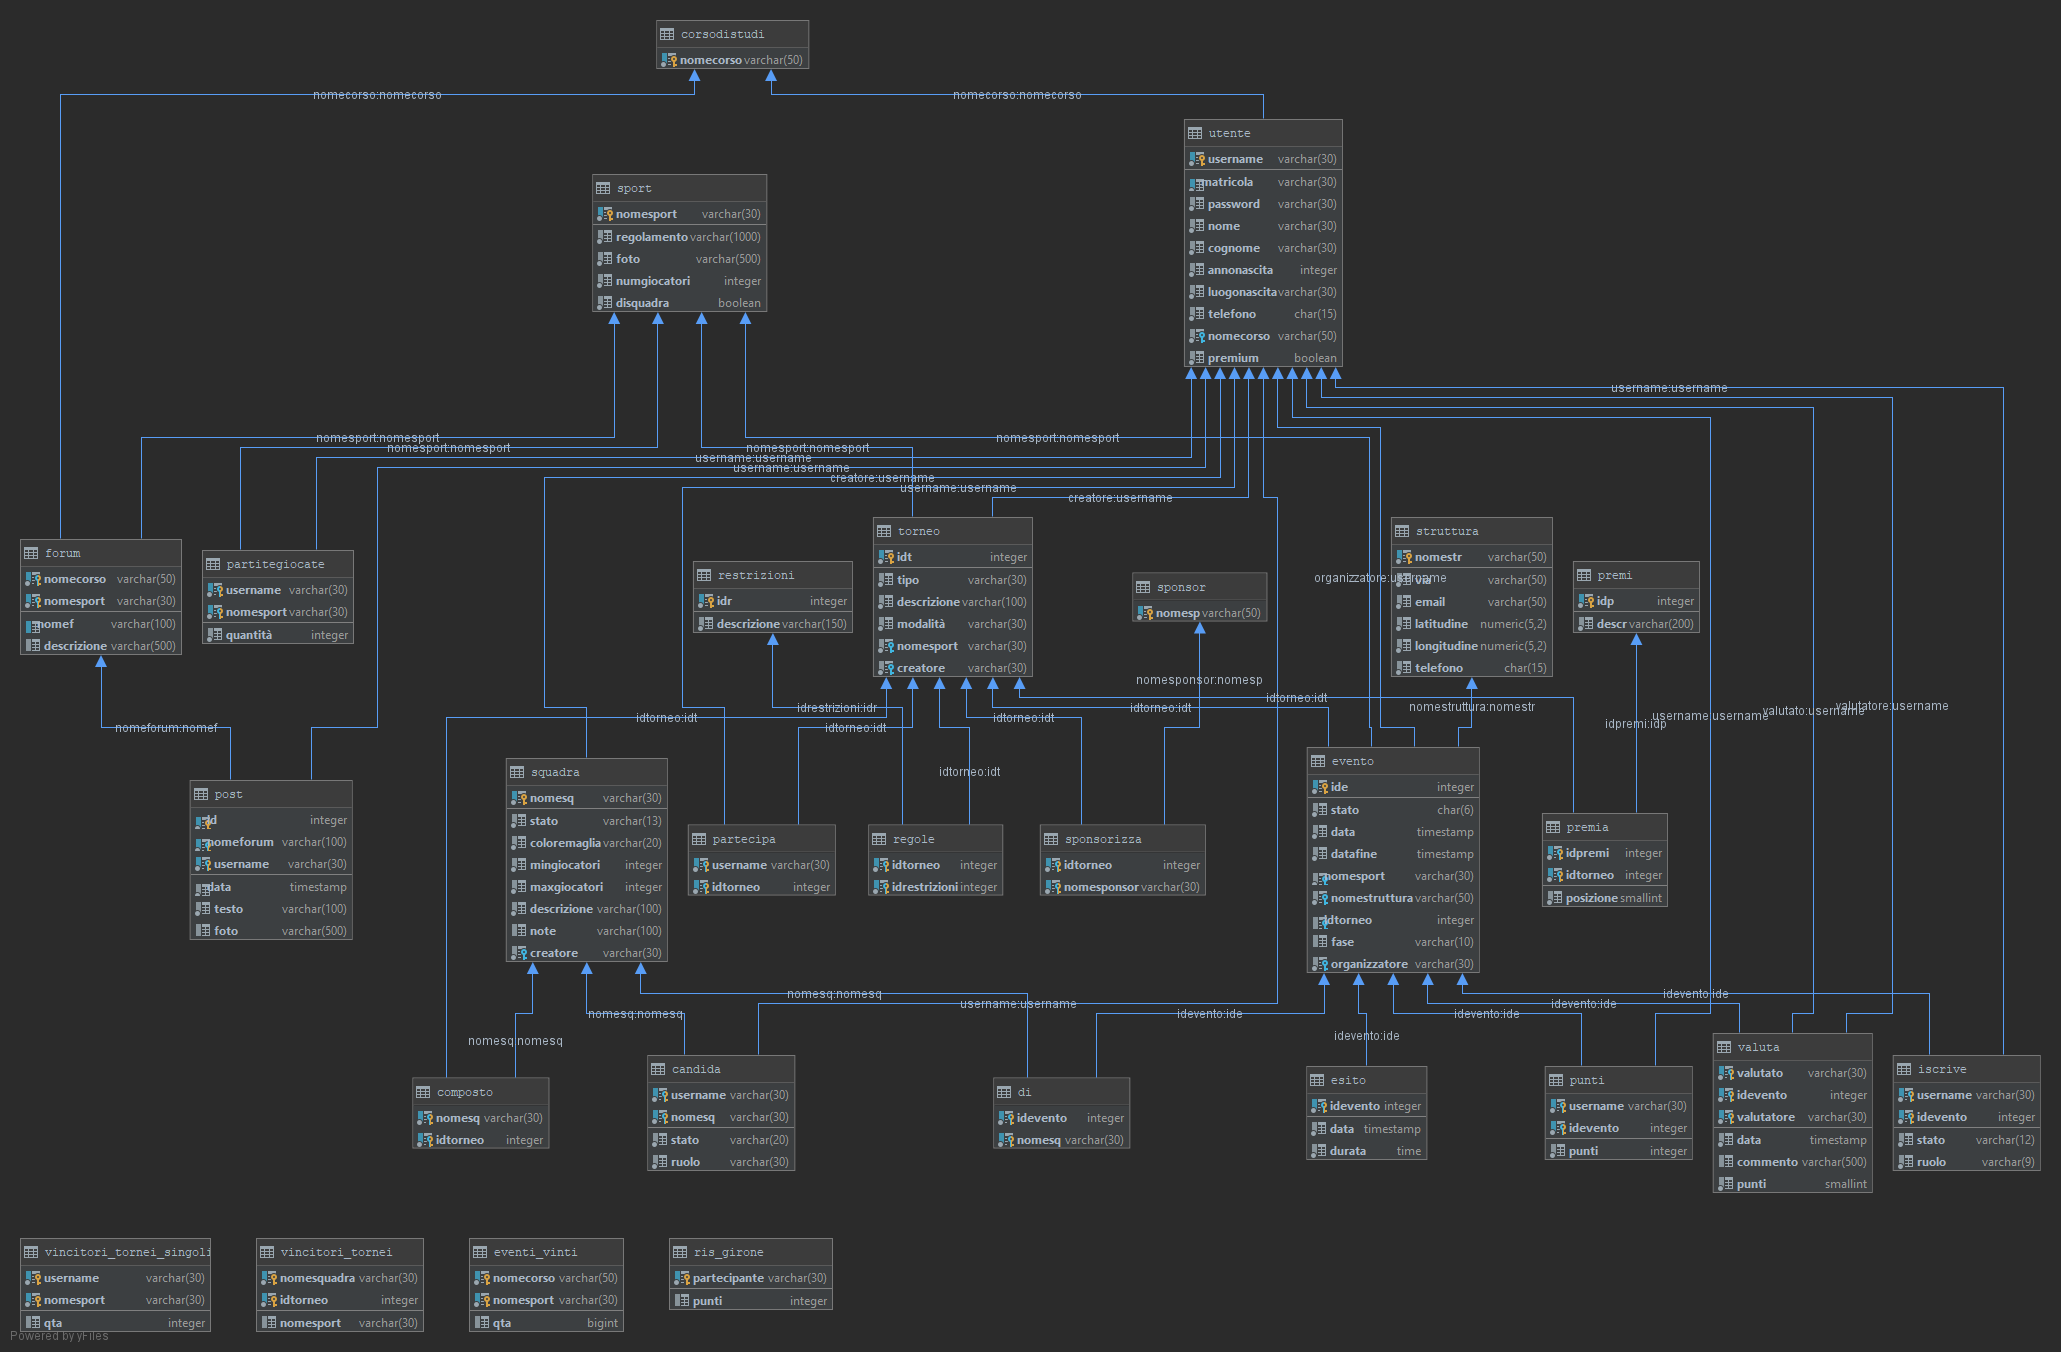 corsodistudi
nomecorso varchar(50)
nomecorso:nomecorso
nomecorso:nomecorso
utente
username varchar(30)
matricola varchar(30)
password varchar(30)
nome varchar(30)
cognome varchar(30)
annonascita integer
luogonascita varchar(30)
telefono char(15)
nomecorso varchar(50)
premium boolean
sport
nomesport varchar(30)
regolamento varchar(1000)
foto varchar(500)
numgiocatori integer
disquadra boolean
username:username
nomesport:nomesport
nomesport:nomesport
nomesport:nomesport
nomesport:nomesport
username:username
username:username
creatore:username
username:username
creatore:username
forum
nomecorso varchar(50)
nomesport varchar(30)
nomef varchar(100)
descrizione varchar(500)
partitegiocate
username varchar(30)
nomesport varchar(30)
quantità integer
restrizioni
idr integer
descrizione varchar(150)
torneo
idt integer
tipo varchar(30)
descrizione varchar(100)
modalità varchar(30)
nomesport varchar(30)
creatore varchar(30)
sponsor
nomesp varchar(50)
organizzatore:username
struttura
nomestr varchar(50)
via varchar(50)
email varchar(50)
latitudine numeric(5,2)
longitudine numeric(5,2)
telefono char(15)
premi
idp integer
descr varchar(200)
nomesponsor:nomesp
idtorneo:idt
nomestruttura:nomestr
idrestrizioni:idr
idtorneo:idt
idtorneo:idt
idtorneo:idt
idtorneo:idt
idtorneo:idt
nomeforum:nomef
idpremi:idp
username:username
valutato:username
valutatore:username
post
id integer
nomeforum varchar(100)
username varchar(30)
data timestamp
testo varchar(100)
foto varchar(500)
squadra
nomesq varchar(30)
stato varchar(13)
coloremaglia varchar(20)
mingiocatori integer
maxgiocatori integer
descrizione varchar(100)
note varchar(100)
creatore varchar(30)
partecipa
username varchar(30)
idtorneo integer
regole
idtorneo integer
idrestrizioni integer
sponsorizza
idtorneo integer
nomesponsor varchar(30)
evento
ide integer
stato char(6)
data timestamp
datafine timestamp
nomesport varchar(30)
nomestruttura varchar(50)
idtorneo integer
fase varchar(10)
organizzatore varchar(30)
premia
idpremi integer
idtorneo integer
posizione smallint
nomesq:nomesq
nomesq:nomesq
nomesq:nomesq
username:username
idevento:ide
idevento:ide
idevento:ide
idevento:ide
idevento:ide
composto
nomesq varchar(30)
idtorneo integer
candida
username varchar(30)
nomesq varchar(30)
stato varchar(20)
ruolo varchar(30)
di
idevento integer
nomesq varchar(30)
esito
idevento integer
data timestamp
durata time
punti
username varchar(30)
idevento integer
punti integer
valuta
valutato varchar(30)
idevento integer
valutatore varchar(30)
data timestamp
commento varchar(500)
punti smallint
iscrive
username varchar(30)
idevento integer
stato varchar(12)
ruolo varchar(9)
vincitori_tornei_singoli
username varchar(30)
nomesport varchar(30)
qta integer
vincitori_tornei
nomesquadra varchar(30)
idtorneo integer
nomesport varchar(30)
eventi_vinti
nomecorso varchar(50)
nomesport varchar(30)
qta bigint
ris_girone
partecipante varchar(30)
punti integer
Powered by yFiles